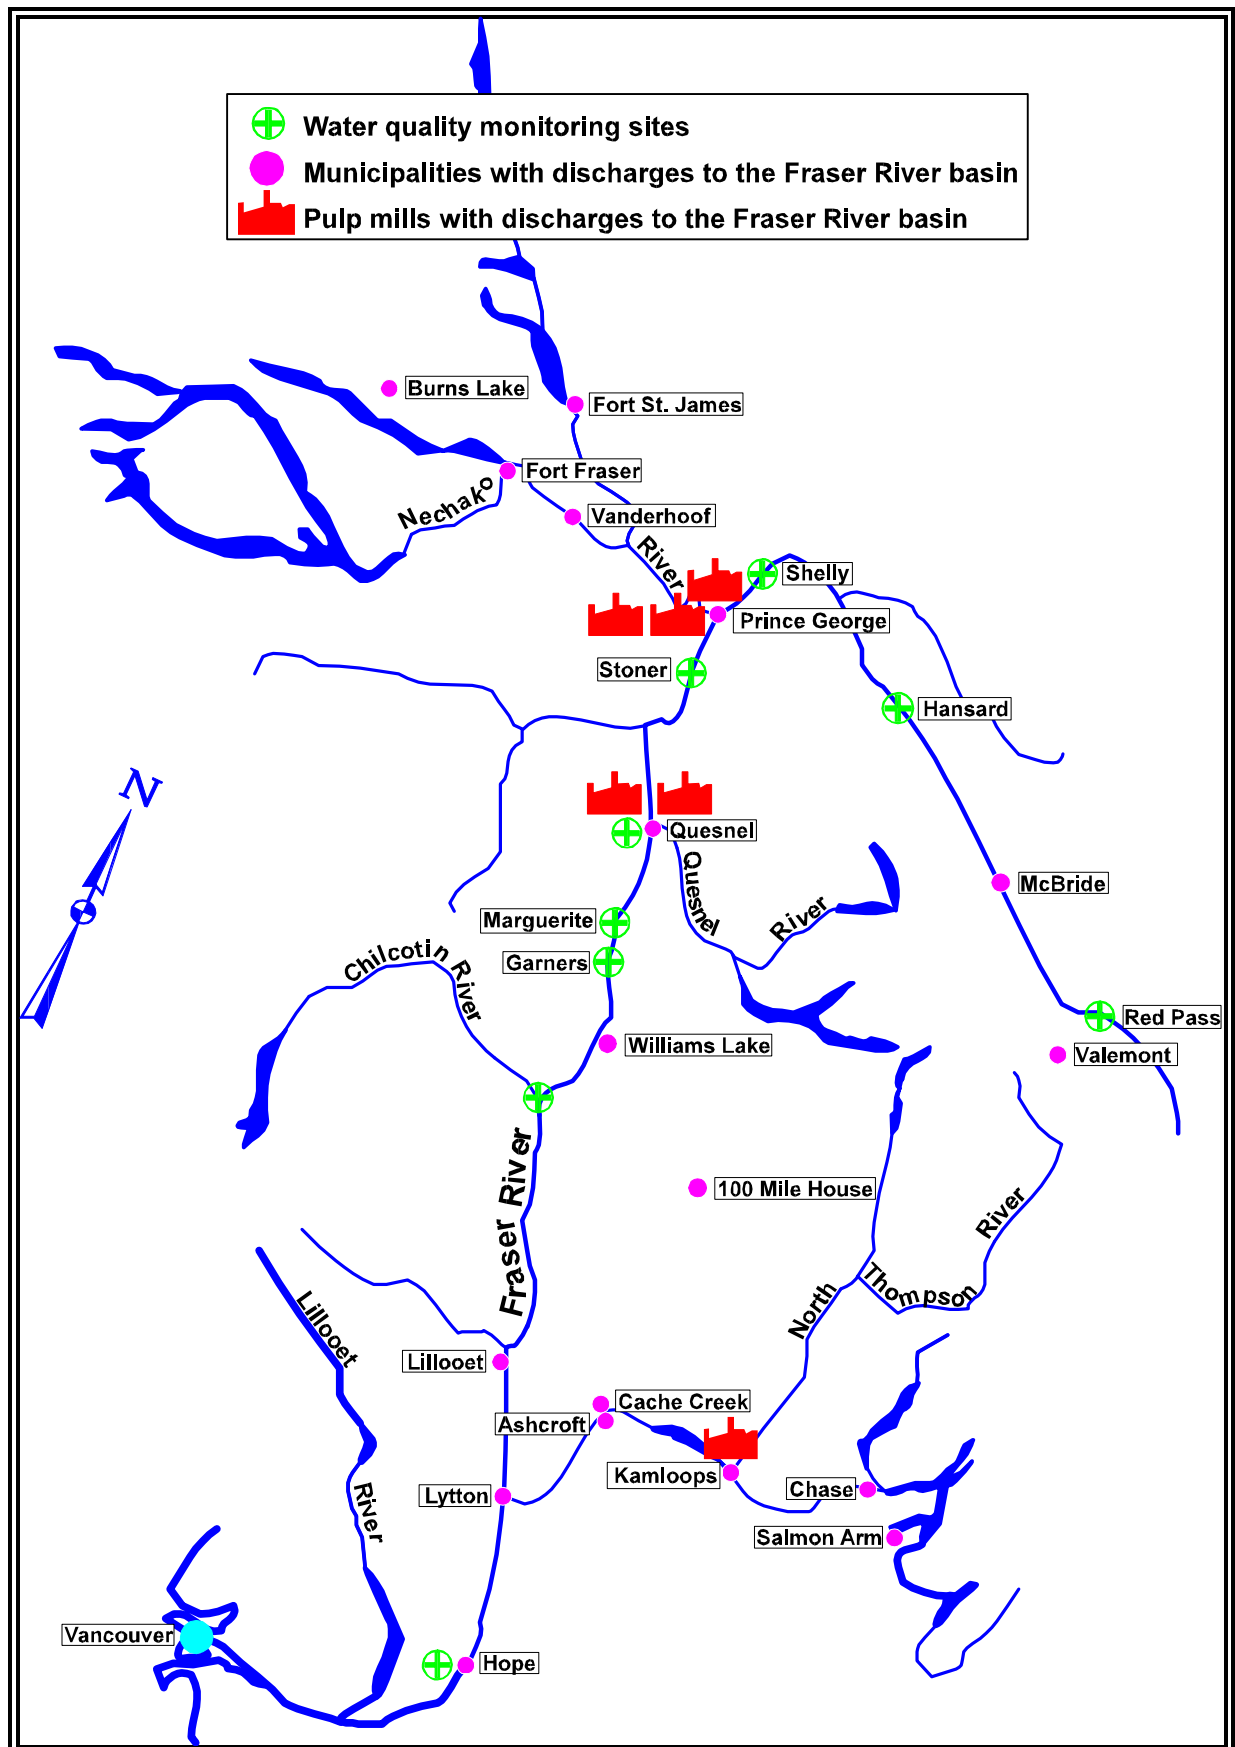 Water quality monitoring sites
Municipalities with discharges to the Fraser River basin
Pulp mills with discharges to the Fraser River basin
Burns Lake
Fort St. James
Fort Fraser
Nechako
Vanderhoof
River
Shelly
Prince George
Stoner
Hansard
N
Quesnel
Quesnel
River
McBride
Marguerite
Chilcotin River
Garners
Red Pass
Williams Lake
Valemont
Fraser River
100 Mile House
River
Thompson
North
Lillooet
Lillooet
Cache Creek
Ashcroft
Kamloops
Chase
Lytton
River
Salmon Arm
Vancouver
Hope